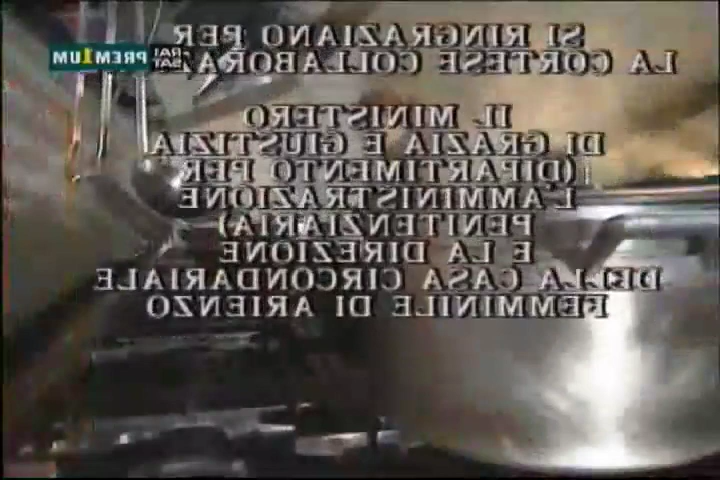 RAI SAT PREM1UM
SI RINGRAZIANO PER
LA CORTESE COLLABORAZ
IL MINISTERO
DI GRAZIA E GIUSTIZIA
(DIPARTIMENTO PER
L'AMMINISTRAZIONE
PENITENZIARIA)
E LA DIREZIONE
DELLA CASA CIRCONDARIALE
FEMMINILE DI ARIENZO